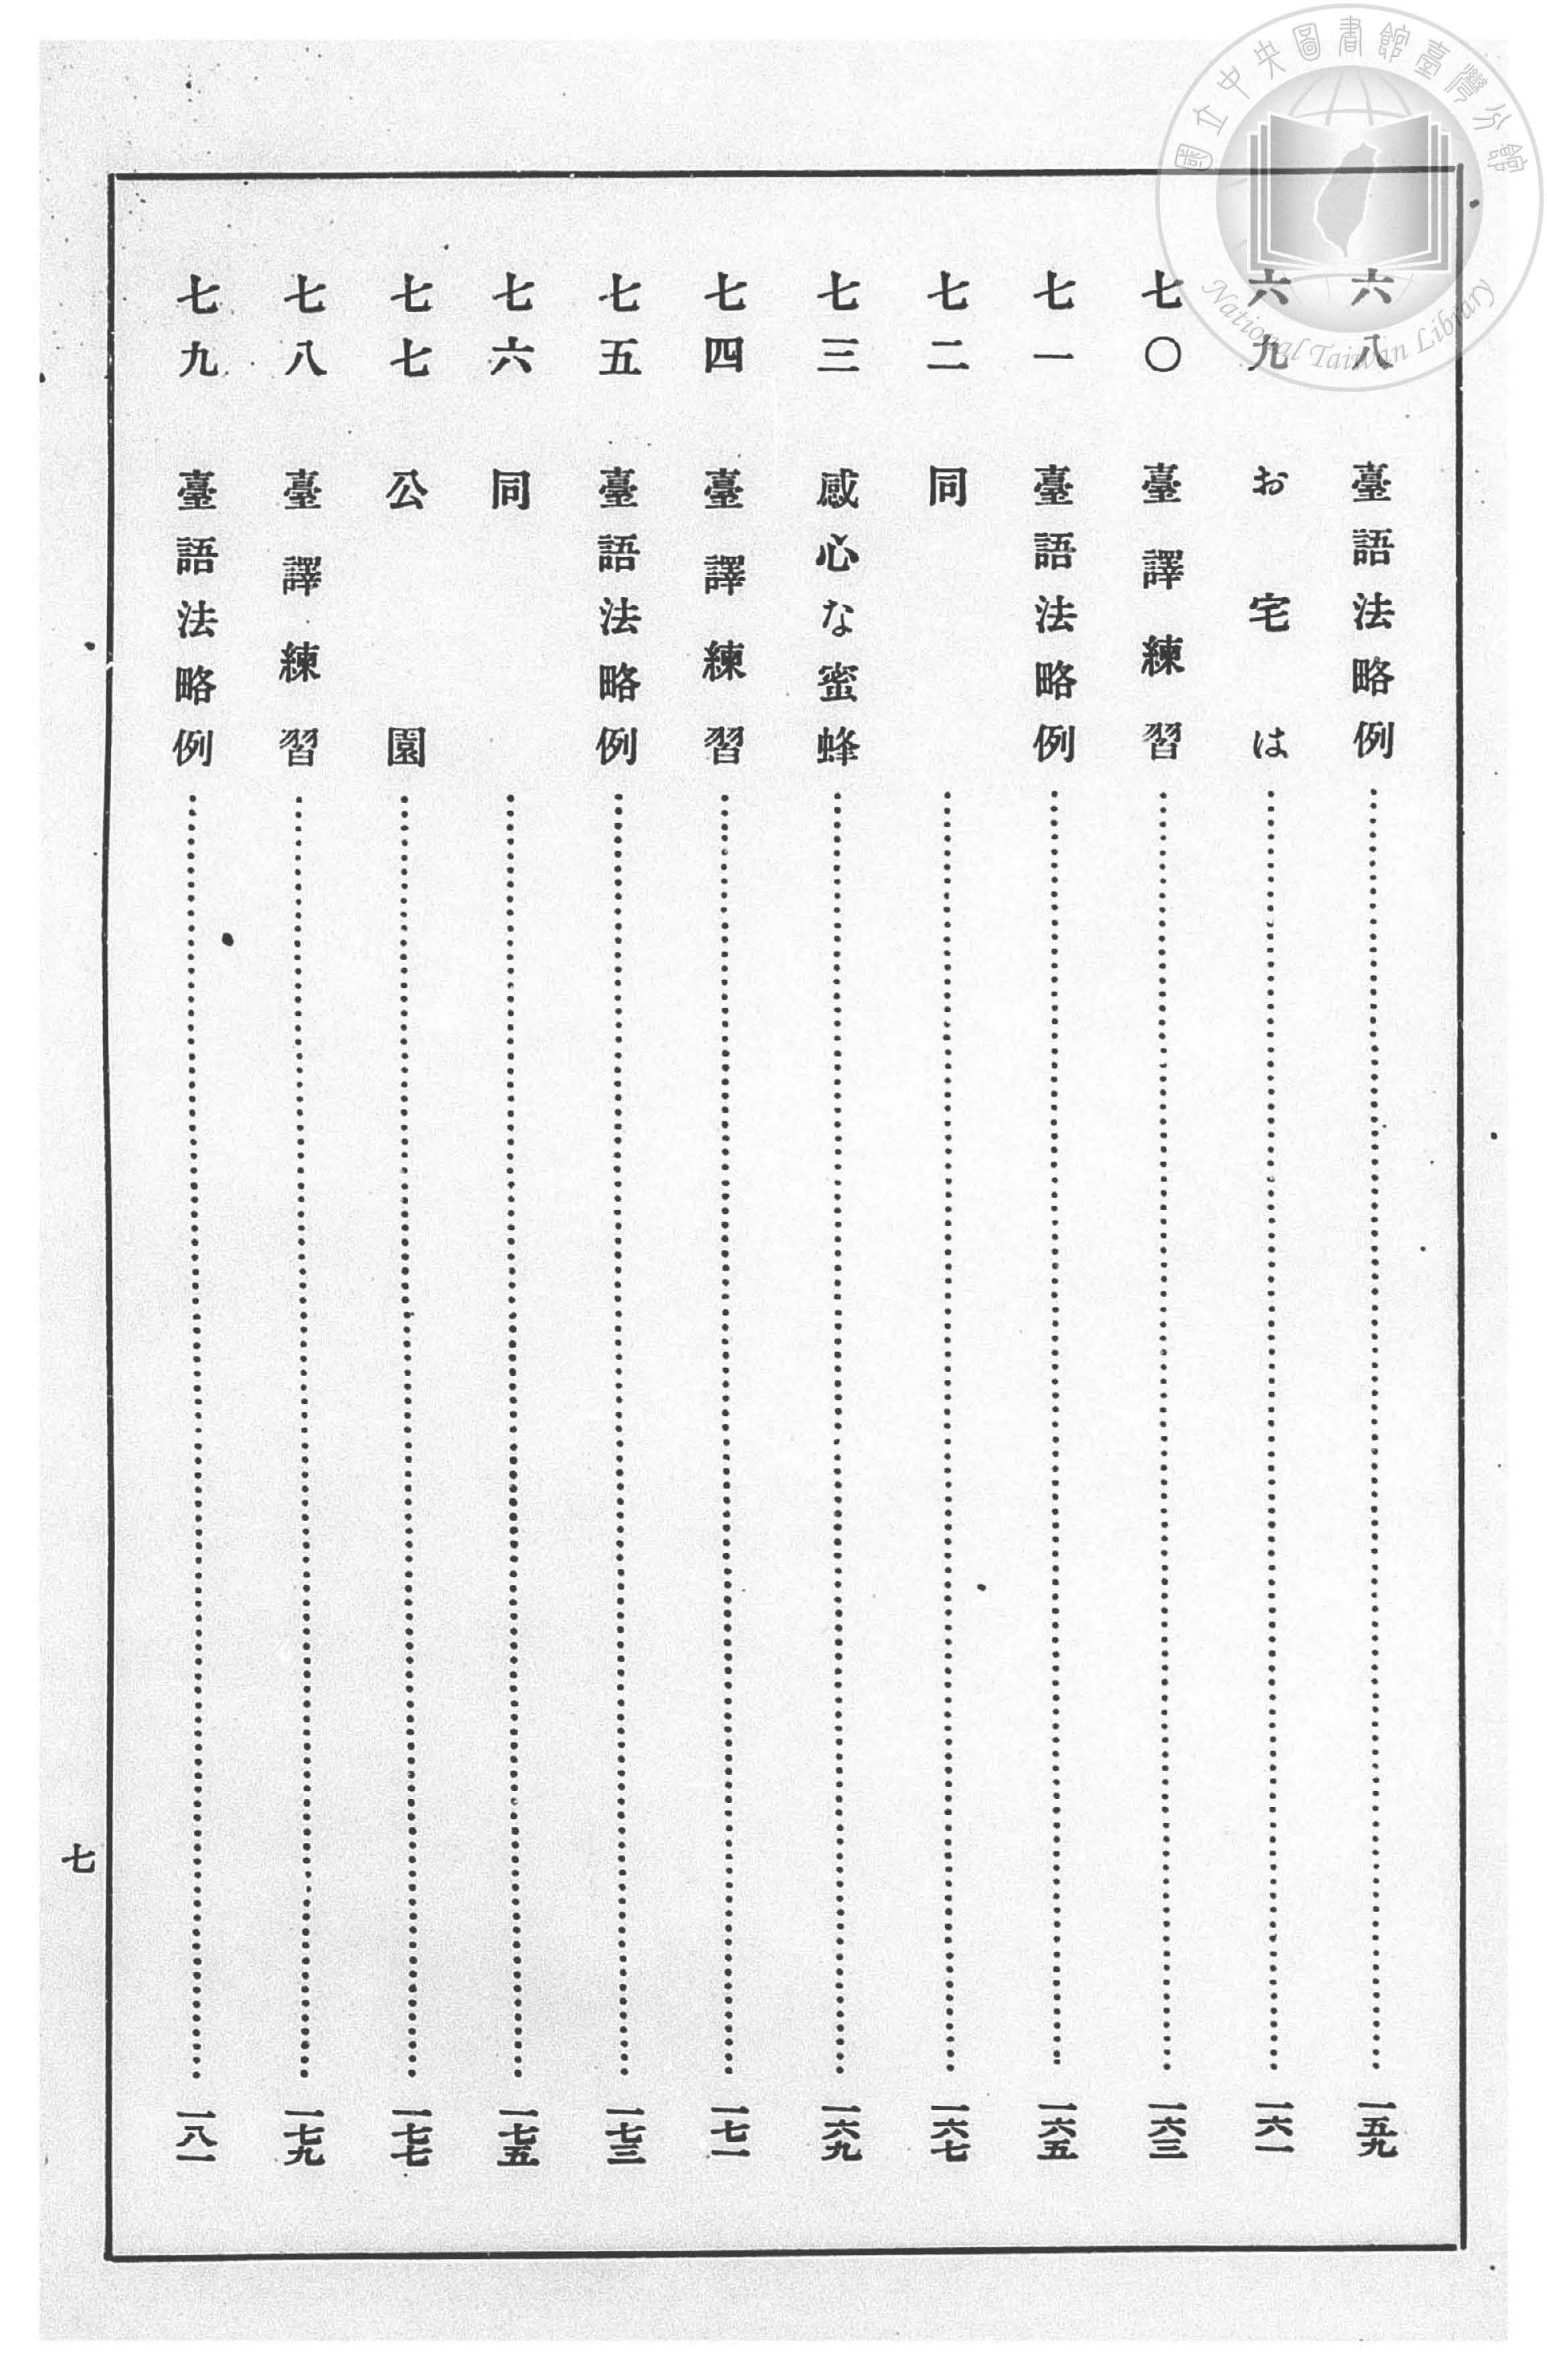 國立中央圖書館臺灣分館
National Taiwan Library
六八 臺語法略例 一五九
六九 お宅は 一六一
七〇 臺譯練習 一六三
七一 臺語法略例 一六五
七二 同 一六七
七三 感心な蜜蜂 一六九
七四 臺譯練習 一七一
七五 臺語法略例 一七三
七六 同 一七五
七七 公園 一七七
七八 臺譯練習 一七九
七九 臺語法略例 一八一
七